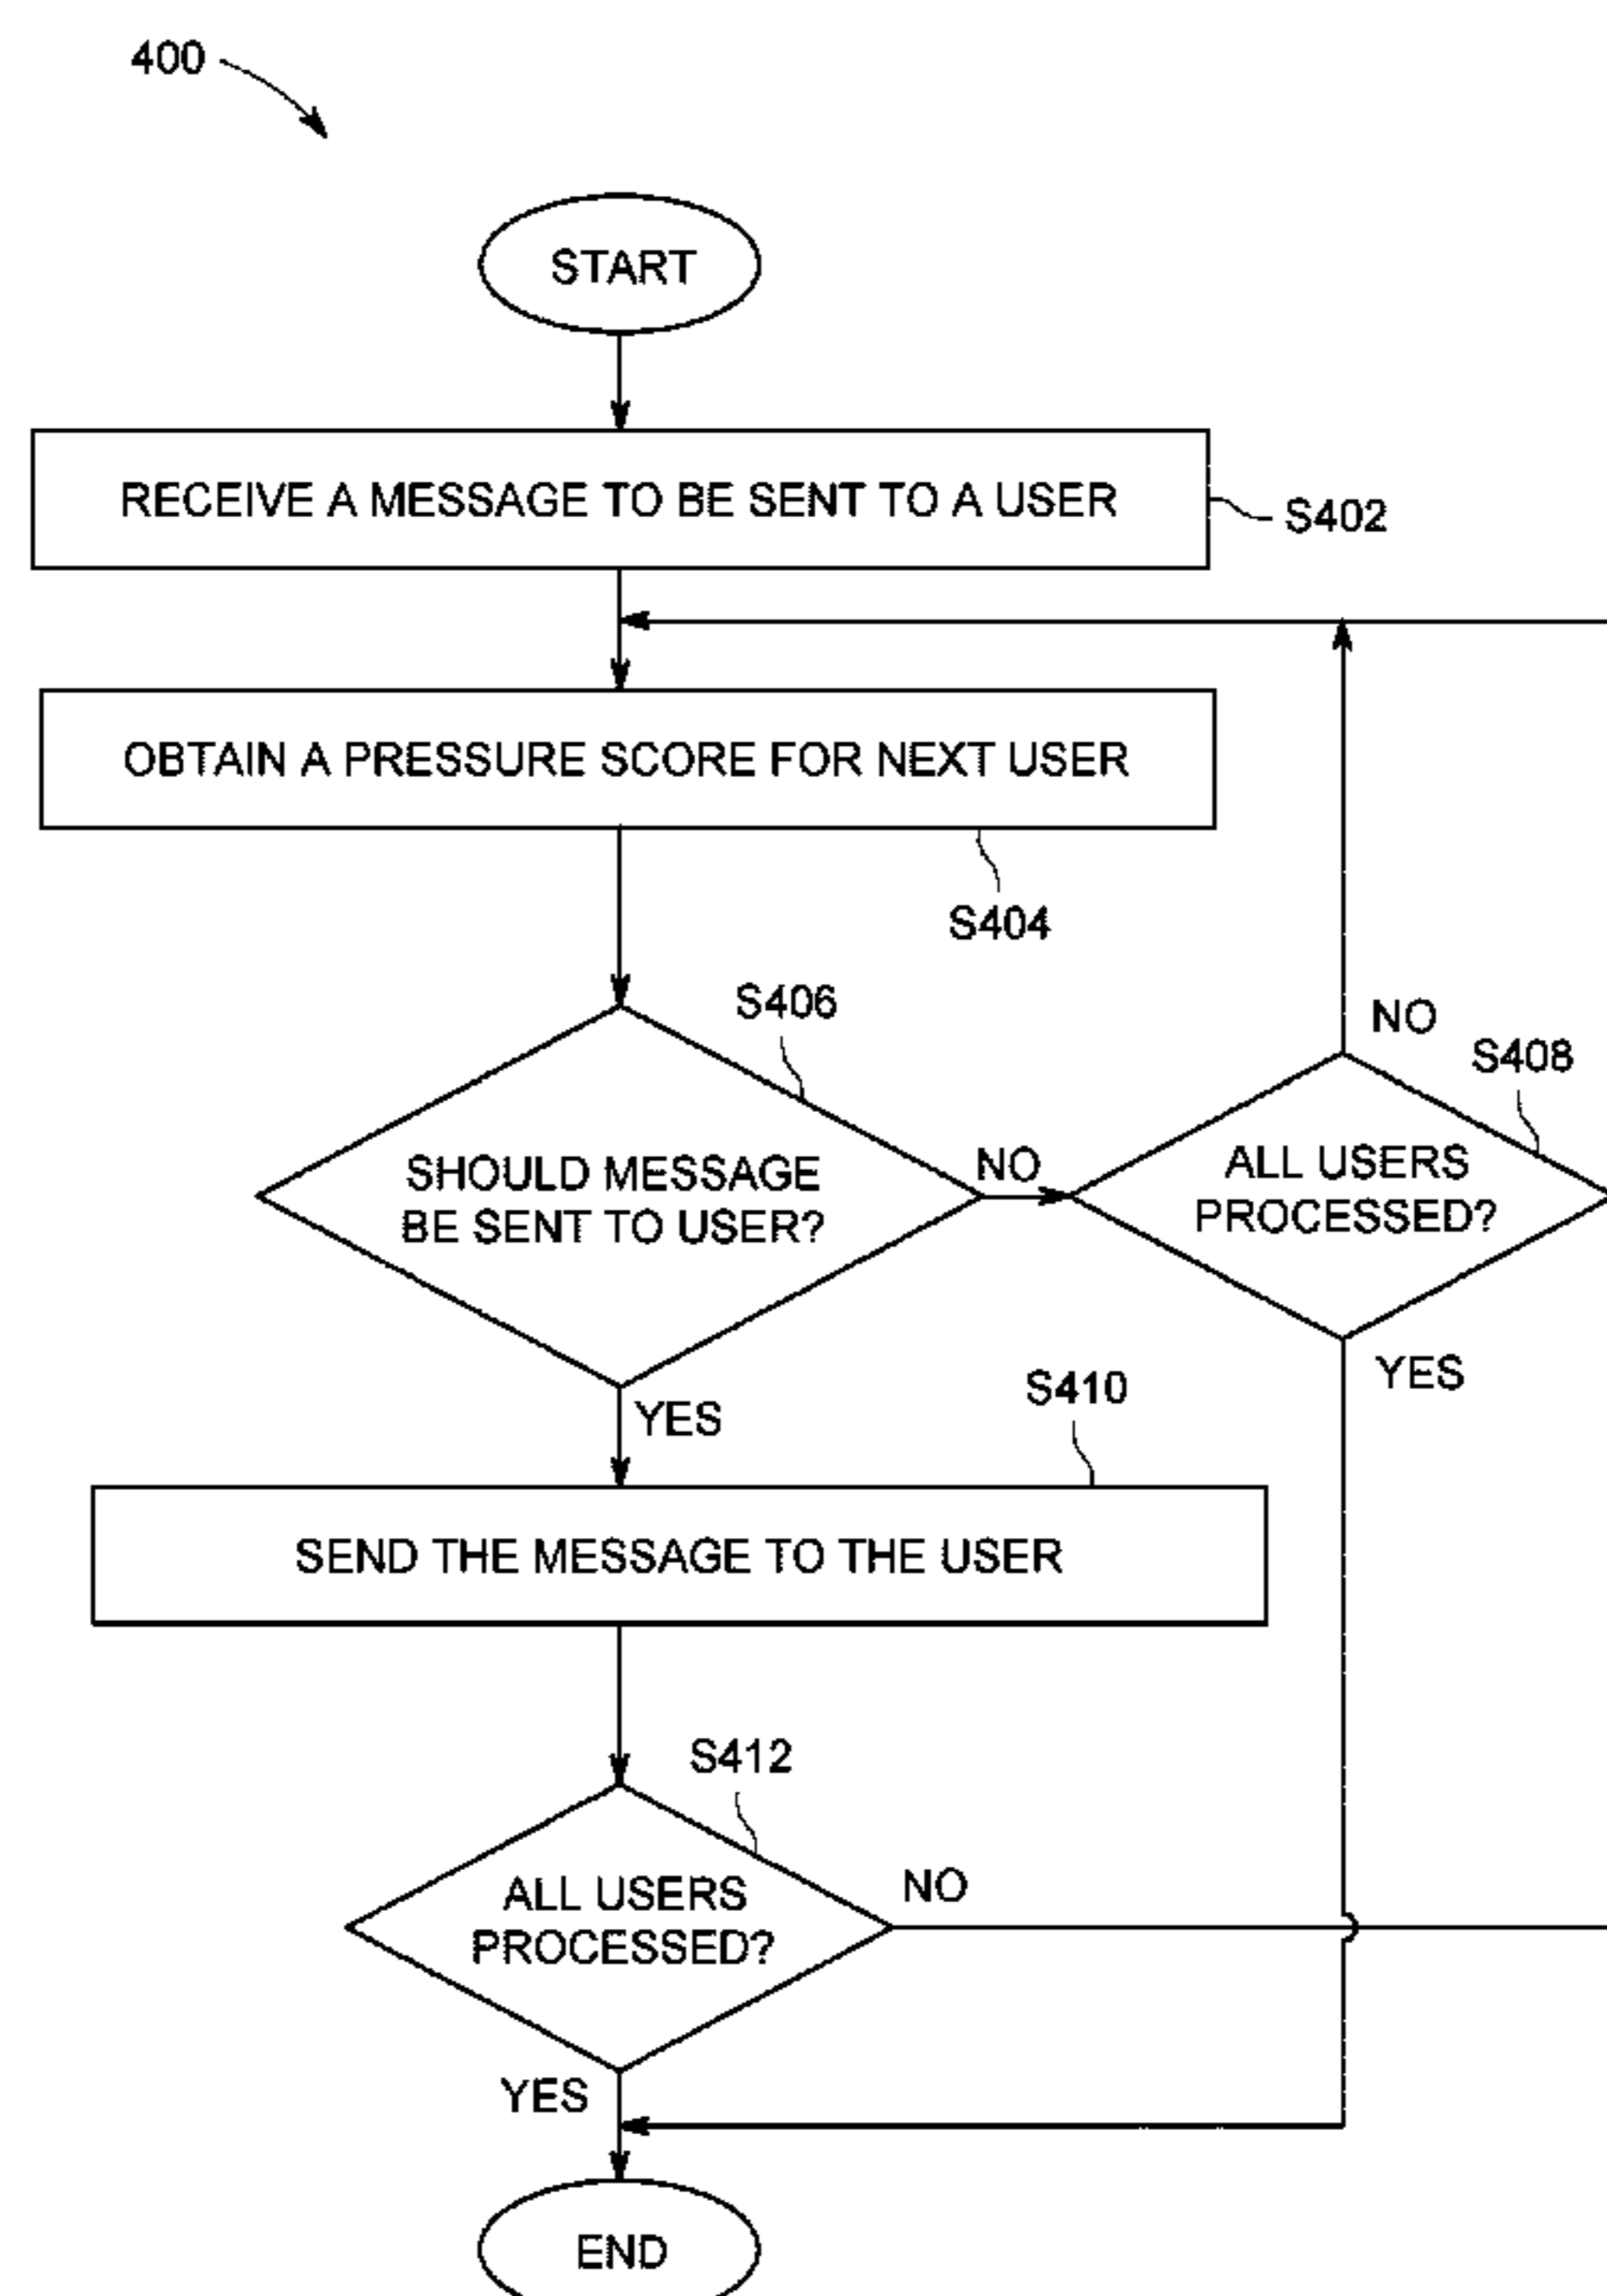 400
START
RECEIVE A MESSAGE TO BE SENT TO A USER
S402
OBTAIN A PRESSURE SCORE FOR NEXT USER
S404
S406
SHOULD MESSAGE
BE SENT TO USER?
NO
NO
S408
ALL USERS
PROCESSED?
YES
YES
S410
SEND THE MESSAGE TO THE USER
S412
ALL USERS
PROCESSED?
NO
YES
END